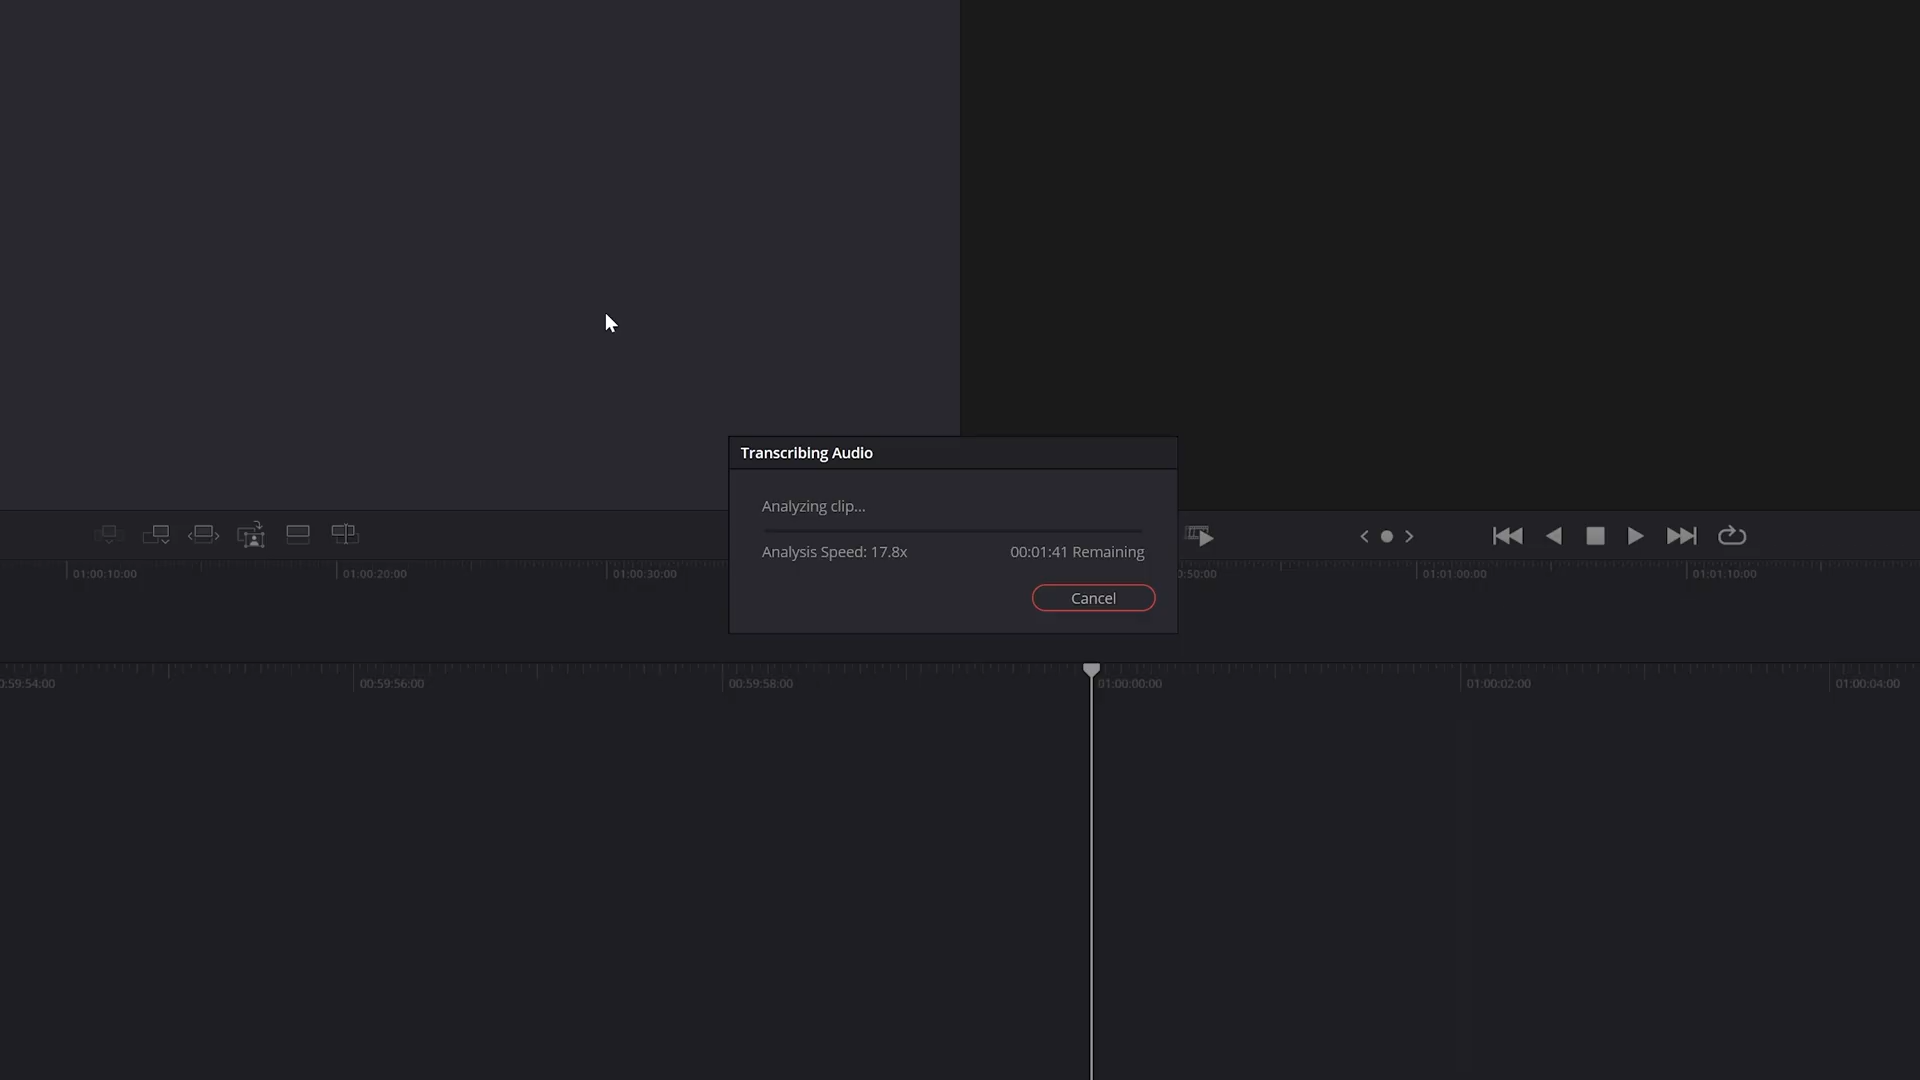 Transcribing Audio
Analyzing clip...
Analysis Speed: 17.8x
00:01:41 Remaining
Cancel
01:00:10:00
01:00:20:00
01:00:30:00
0:50:00
01:01:00:00
01:01:10:00
0:59:54:00
00:59:56:00
00:59:58:00
01:00:00:00
01:00:02:00
01:00:04:00